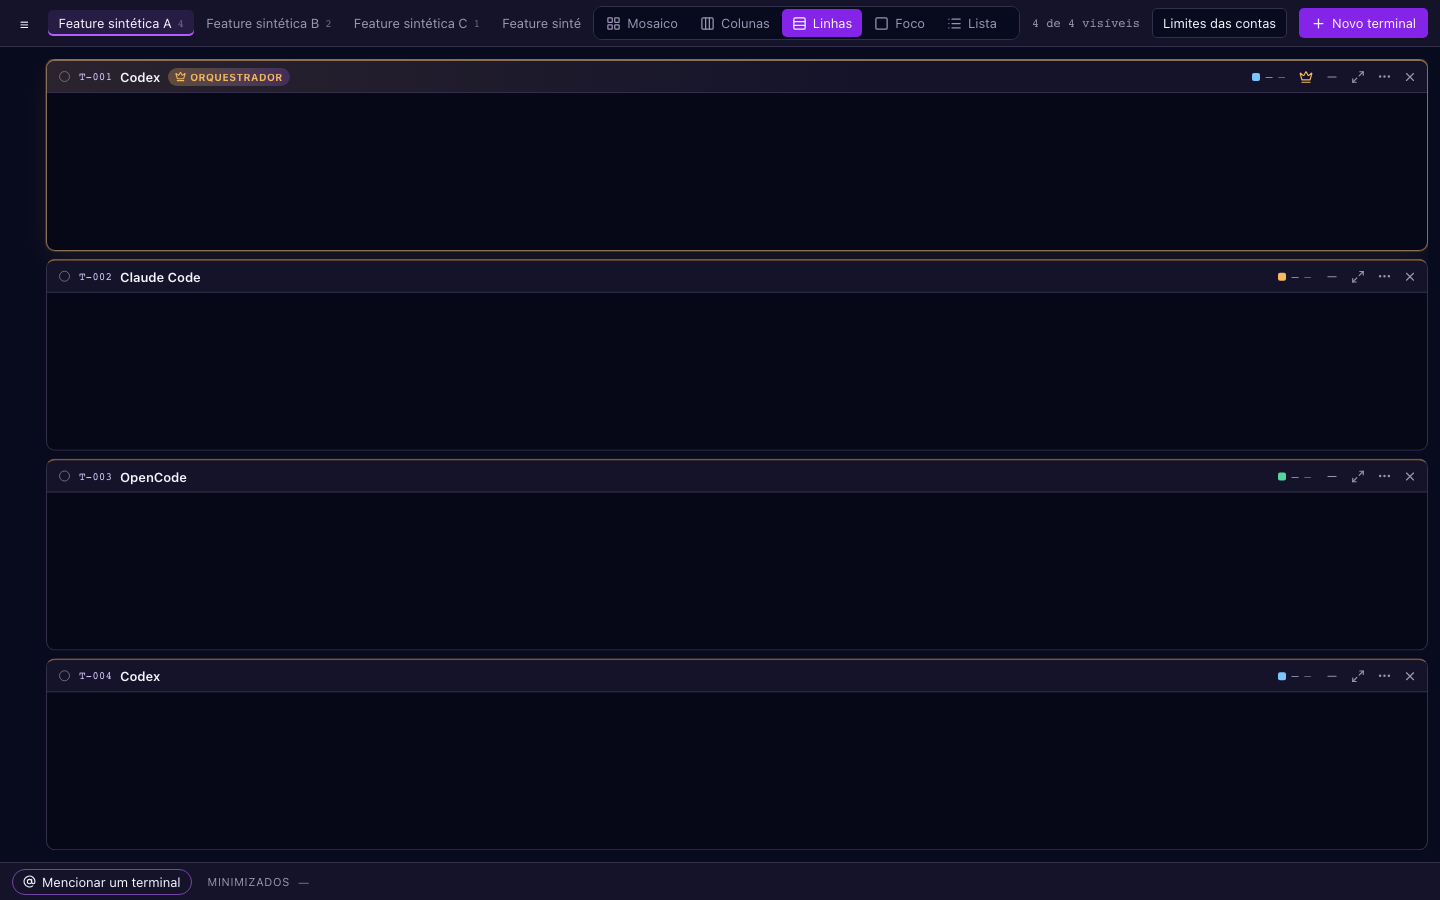 Feature sintética A 4 Feature sintética B 2 Feature sintética C 1 Feature sinté Mosaico Colunas Linhas Foco Lista 4 de 4 visíveis Limites das contas + Novo terminal
T-001 Codex ORQUESTRADOR — —
T-002 Claude Code — —
T-003 OpenCode — —
T-004 Codex — —
@ Mencionar um terminal MINIMIZADOS —